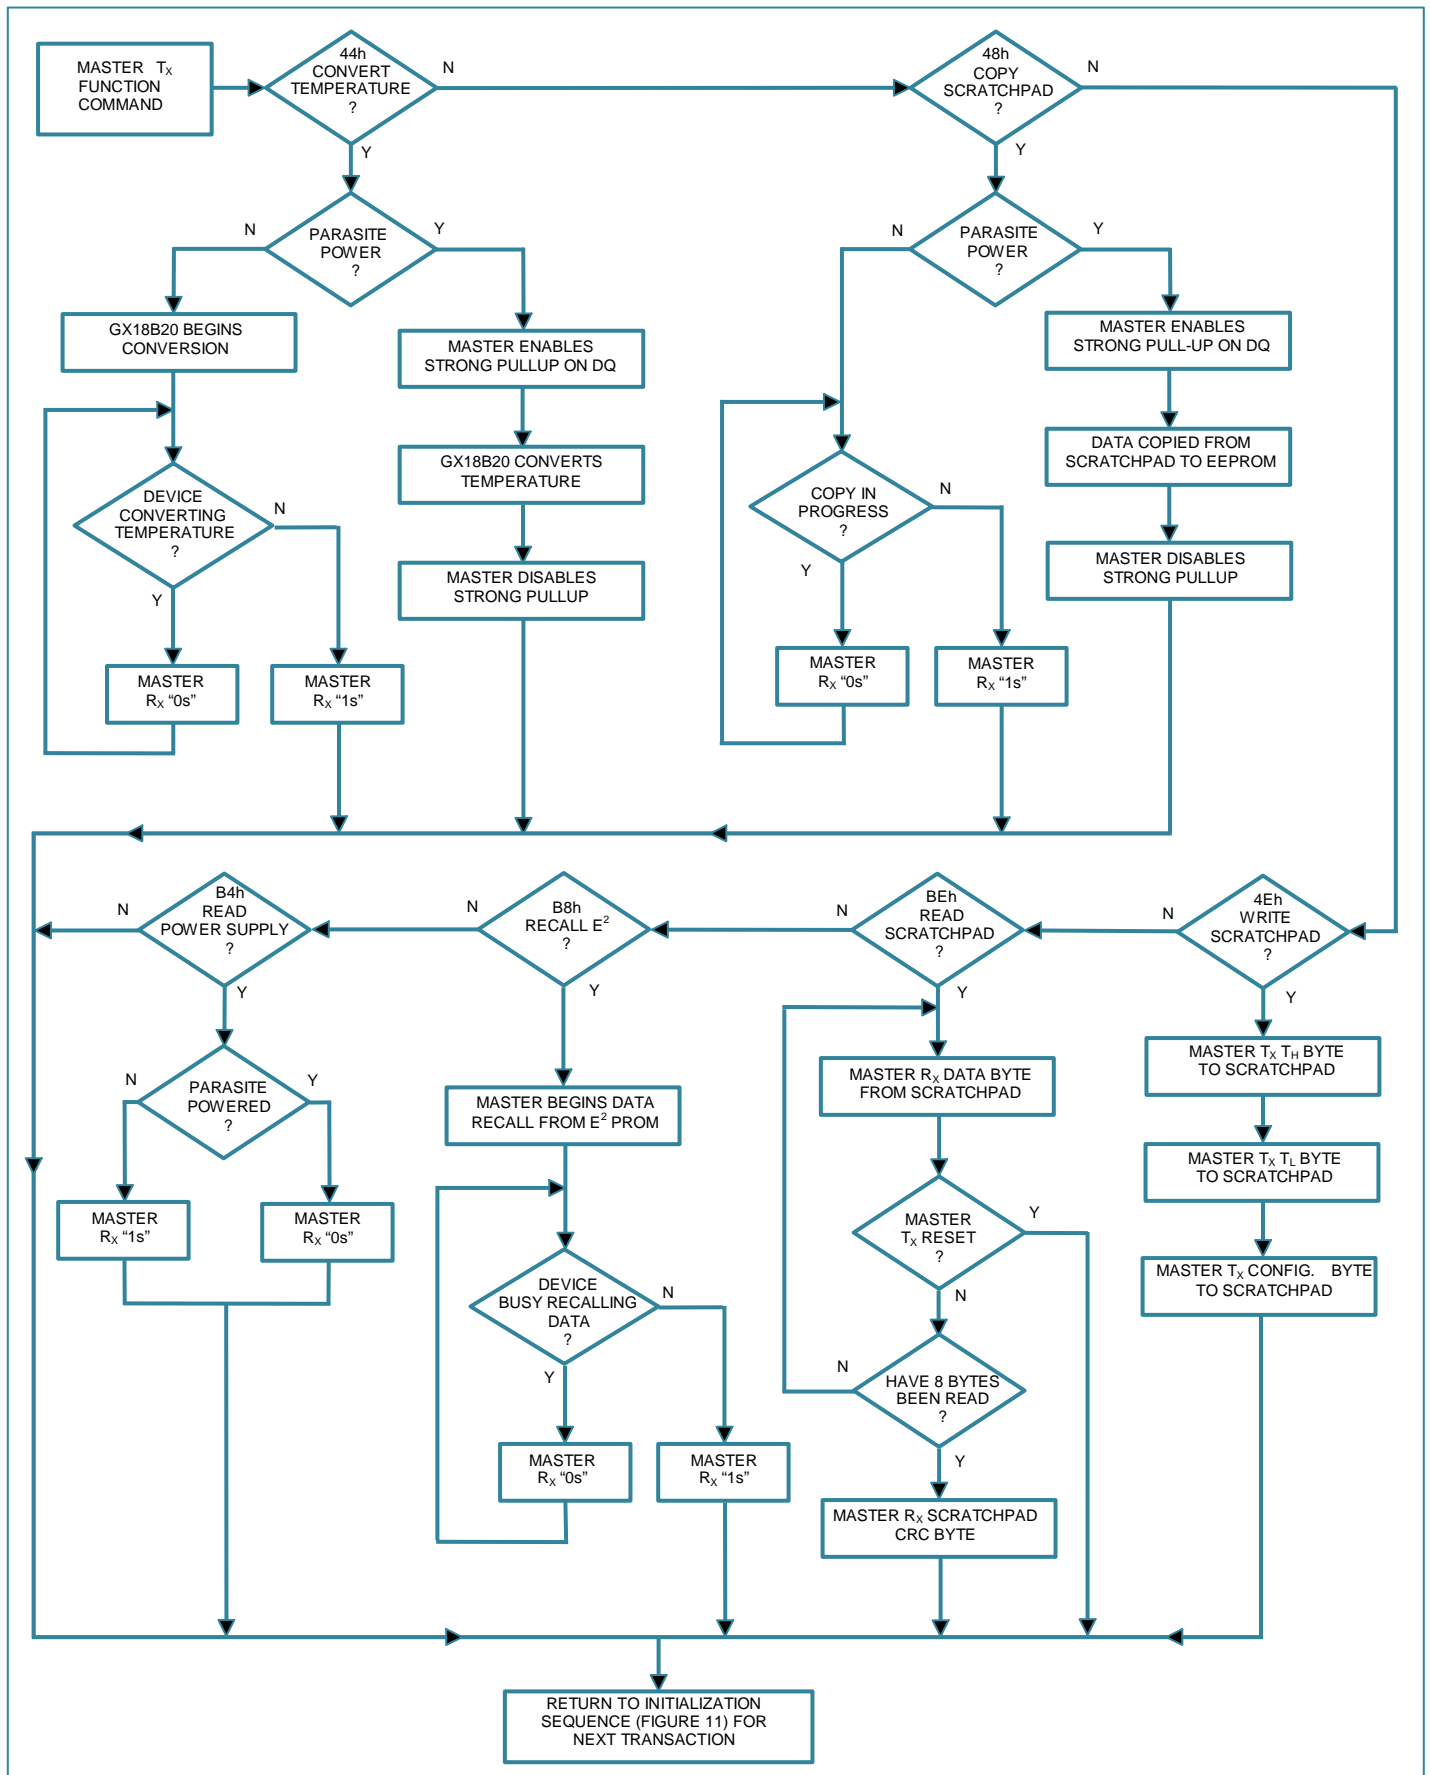 MASTER TX
FUNCTION
COMMAND
44h
CONVERT
TEMPERATURE
?
N
Y
48h
COPY
SCRATCHPAD
?
N
Y
PARASITE
POWER
?
N
Y
PARASITE
POWER
?
N
Y
GX18B20 BEGINS
CONVERSION
MASTER ENABLES
STRONG PULLUP ON DQ
MASTER ENABLES
STRONG PULL-UP ON DQ
GX18B20 CONVERTS
TEMPERATURE
DATA COPIED FROM
SCRATCHPAD TO EEPROM
DEVICE
CONVERTING
TEMPERATURE
?
N
Y
COPY IN
PROGRESS
?
N
Y
MASTER DISABLES
STRONG PULLUP
MASTER DISABLES
STRONG PULLUP
MASTER
RX “0s”
MASTER
RX “1s”
MASTER
RX “0s”
MASTER
RX “1s”
B4h
READ
POWER SUPPLY
?
N
Y
B8h
RECALL E2
?
N
Y
BEh
READ
SCRATCHPAD
?
N
Y
4Eh
WRITE
SCRATCHPAD
?
N
Y
PARASITE
POWERED
?
N
Y
MASTER BEGINS DATA
RECALL FROM E2 PROM
MASTER RX DATA BYTE
FROM SCRATCHPAD
MASTER TX TH BYTE
TO SCRATCHPAD
MASTER TX TL BYTE
TO SCRATCHPAD
MASTER
RX “1s”
MASTER
RX “0s”
MASTER
TX RESET
?
Y
N
MASTER TX CONFIG. BYTE
TO SCRATCHPAD
DEVICE
BUSY RECALLING
DATA
?
N
Y
HAVE 8 BYTES
BEEN READ
?
N
Y
MASTER
RX “0s”
MASTER
RX “1s”
MASTER RX SCRATCHPAD
CRC BYTE
RETURN TO INITIALIZATION
SEQUENCE (FIGURE 11) FOR
NEXT TRANSACTION